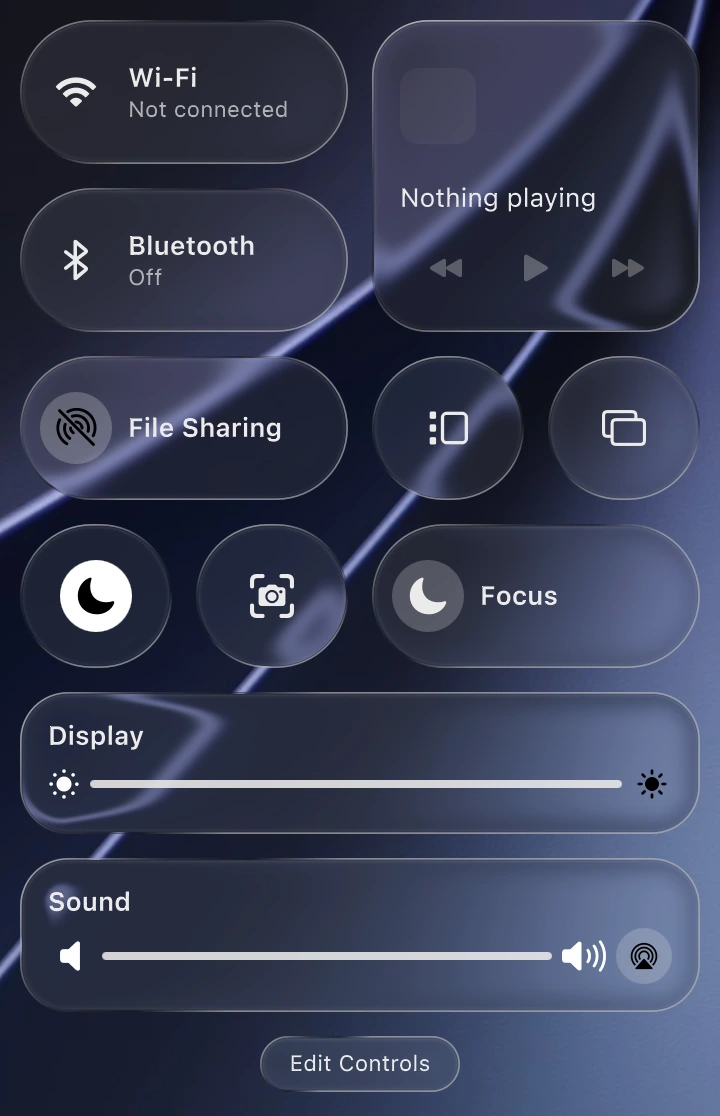 Wi-Fi
Not connected
Nothing playing
Bluetooth
Off
File Sharing
Focus
Display
Sound
Edit Controls